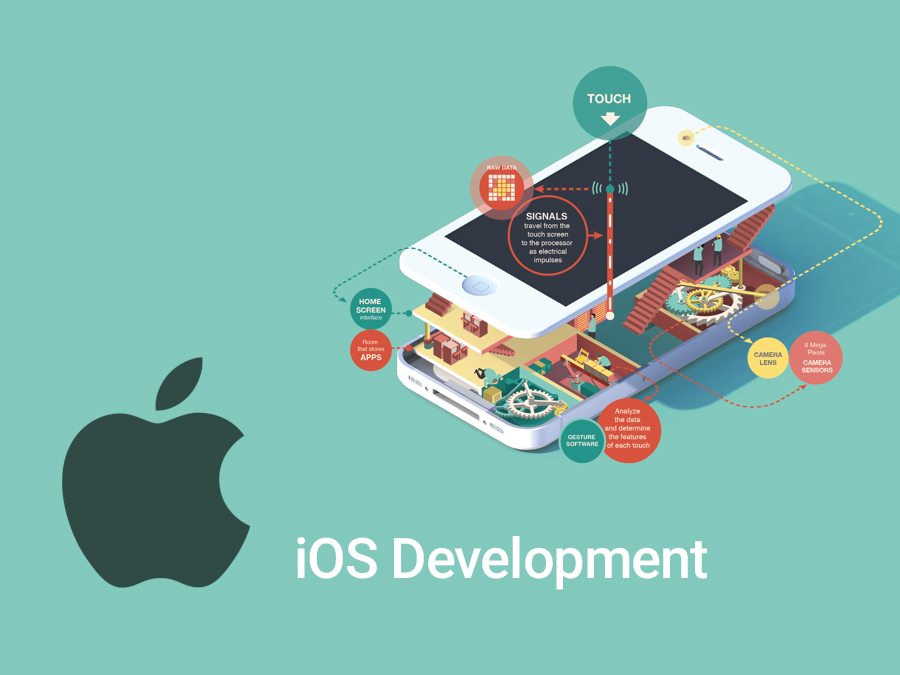 TOUCH
RAW DATA
SIGNALS
travel from the
touch screen
to the processor
as electrical
impulses
HOME
SCREEN
interface
Room
that stores
APPS
CAMERA
LENS
8 Mega
Pixels
CAMERA
SENSORS
Analyze
the data
and determine
the features
of each touch
GESTURE
SOFTWARE
iOS Development